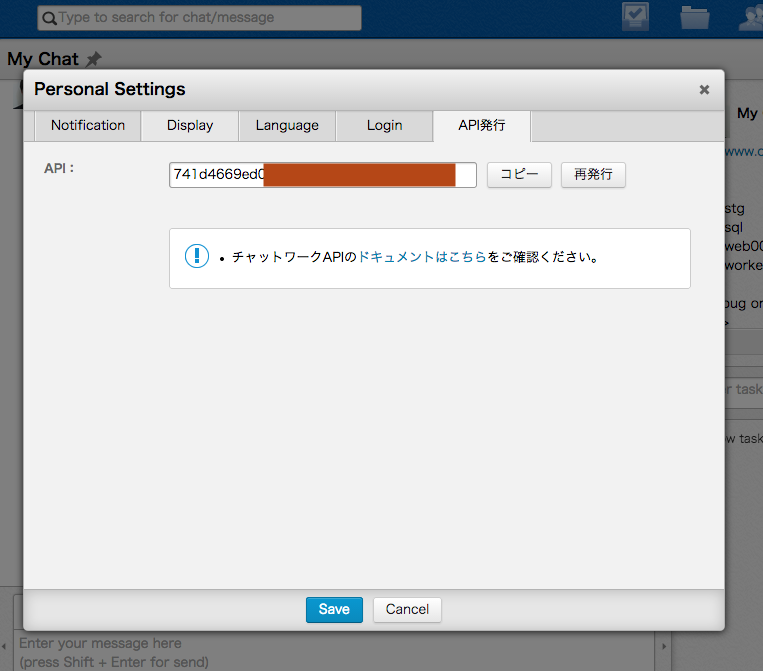 Type to search for chat/message
My Chat
Personal Settings
Notification
Display
Language
Login
API発行
API：
741d4669ed0
コピー
再発行
• チャットワークAPIのドキュメントはこちらをご確認ください。
Save
Cancel
My
www.c
stg
sql
web00
worke
oug or
>
r task
w task
Enter your message here
(press Shift + Enter for send)